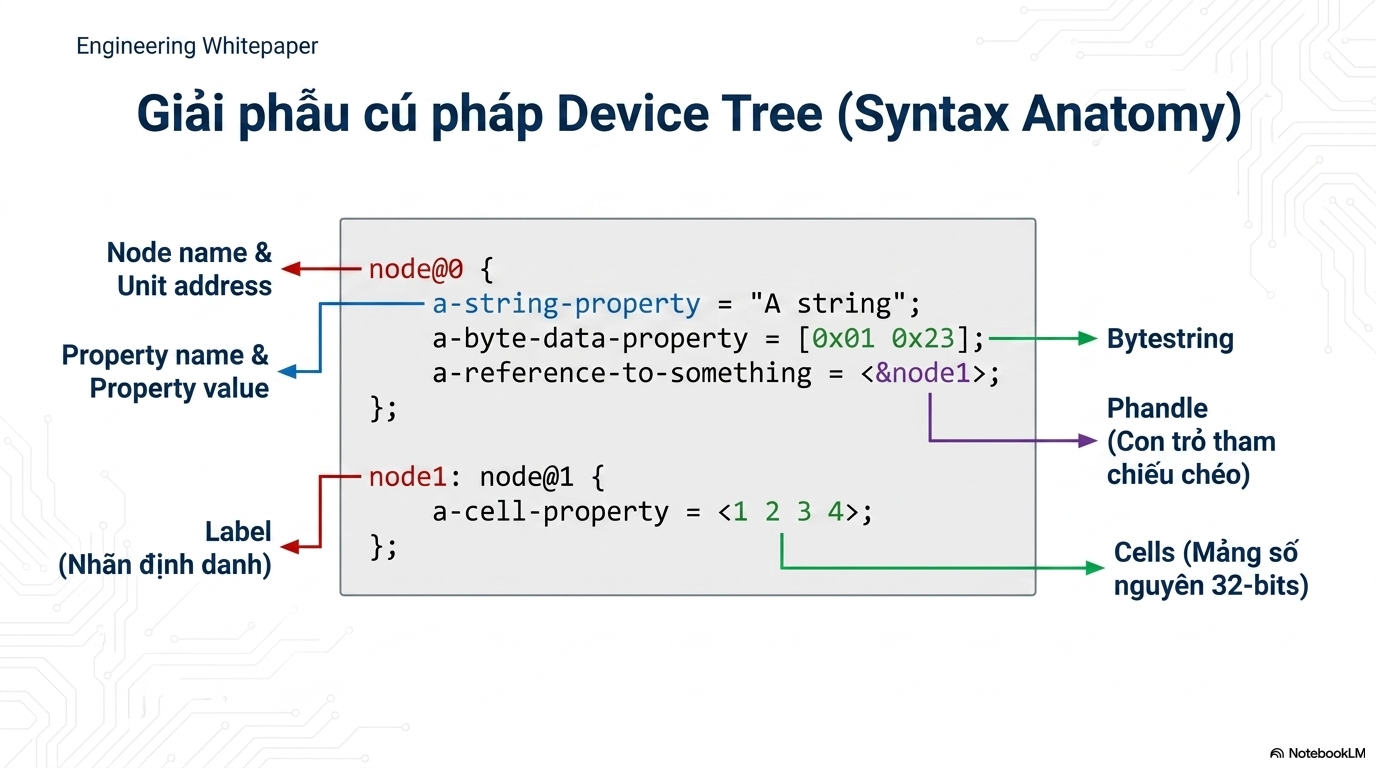 Engineering Whitepaper
Giải phẫu cú pháp Device Tree (Syntax Anatomy)
Node name &
Unit address
Property name &
Property value
Label
(Nhãn định danh)
node@0 {
a-string-property = "A string";
a-byte-data-property = [0x01 0x23];
a-reference-to-something = <&node1>;
};
node1: node@1 {
a-cell-property = <1 2 3 4>;
};
Bytestring
Phandle
(Con trỏ tham
chiếu chéo)
Cells (Mảng số
nguyên 32-bits)
NotebookLM